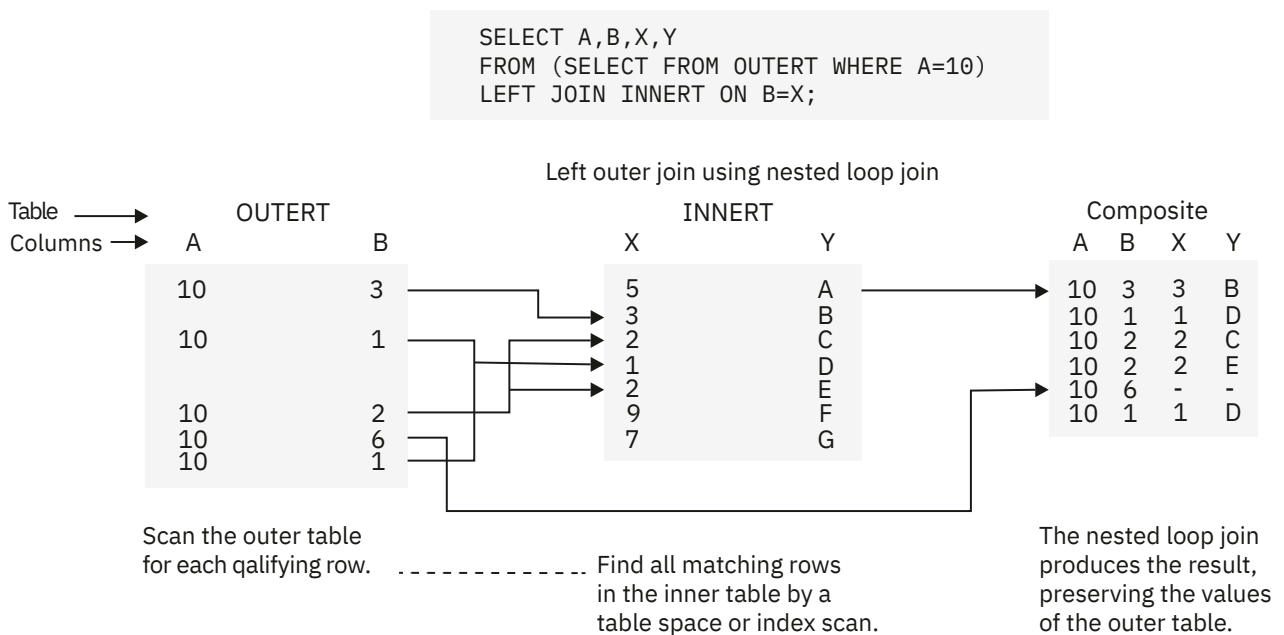 SELECT A,B,X,Y
FROM (SELECT FROM OUTERT WHERE A=10)
LEFT JOIN INNERT ON B=X;
Left outer join using nested loop join
Table OUTERT INNERT Composite
Columns A B X Y A B X Y
10 3 5 A 10 3 3 B
3 B 10 1 1 D
10 1 2 C 10 2 2 C
1 D 10 2 2 E
2 E 10 6 - -
10 2 9 F 10 1 1 D
10 6 7 G
10 1
Scan the outer table
for each qalifying row.
Find all matching rows
in the inner table by a
table space or index scan.
The nested loop join
produces the result,
preserving the values
of the outer table.